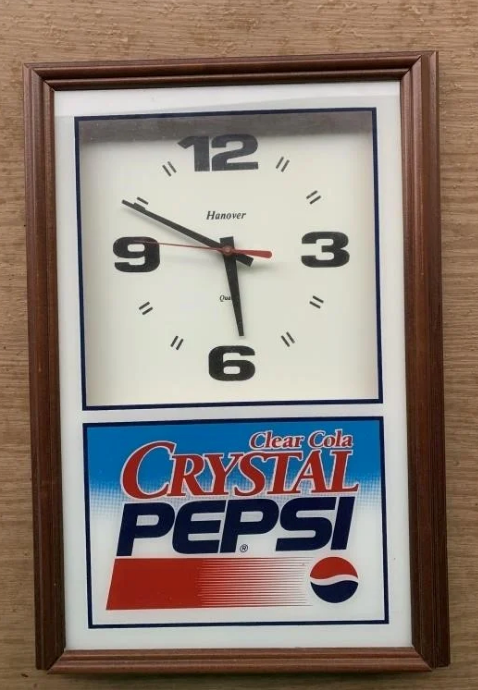 12
Hanover
9 3
6
Clear Cola
CRYSTAL
PEPSI
®